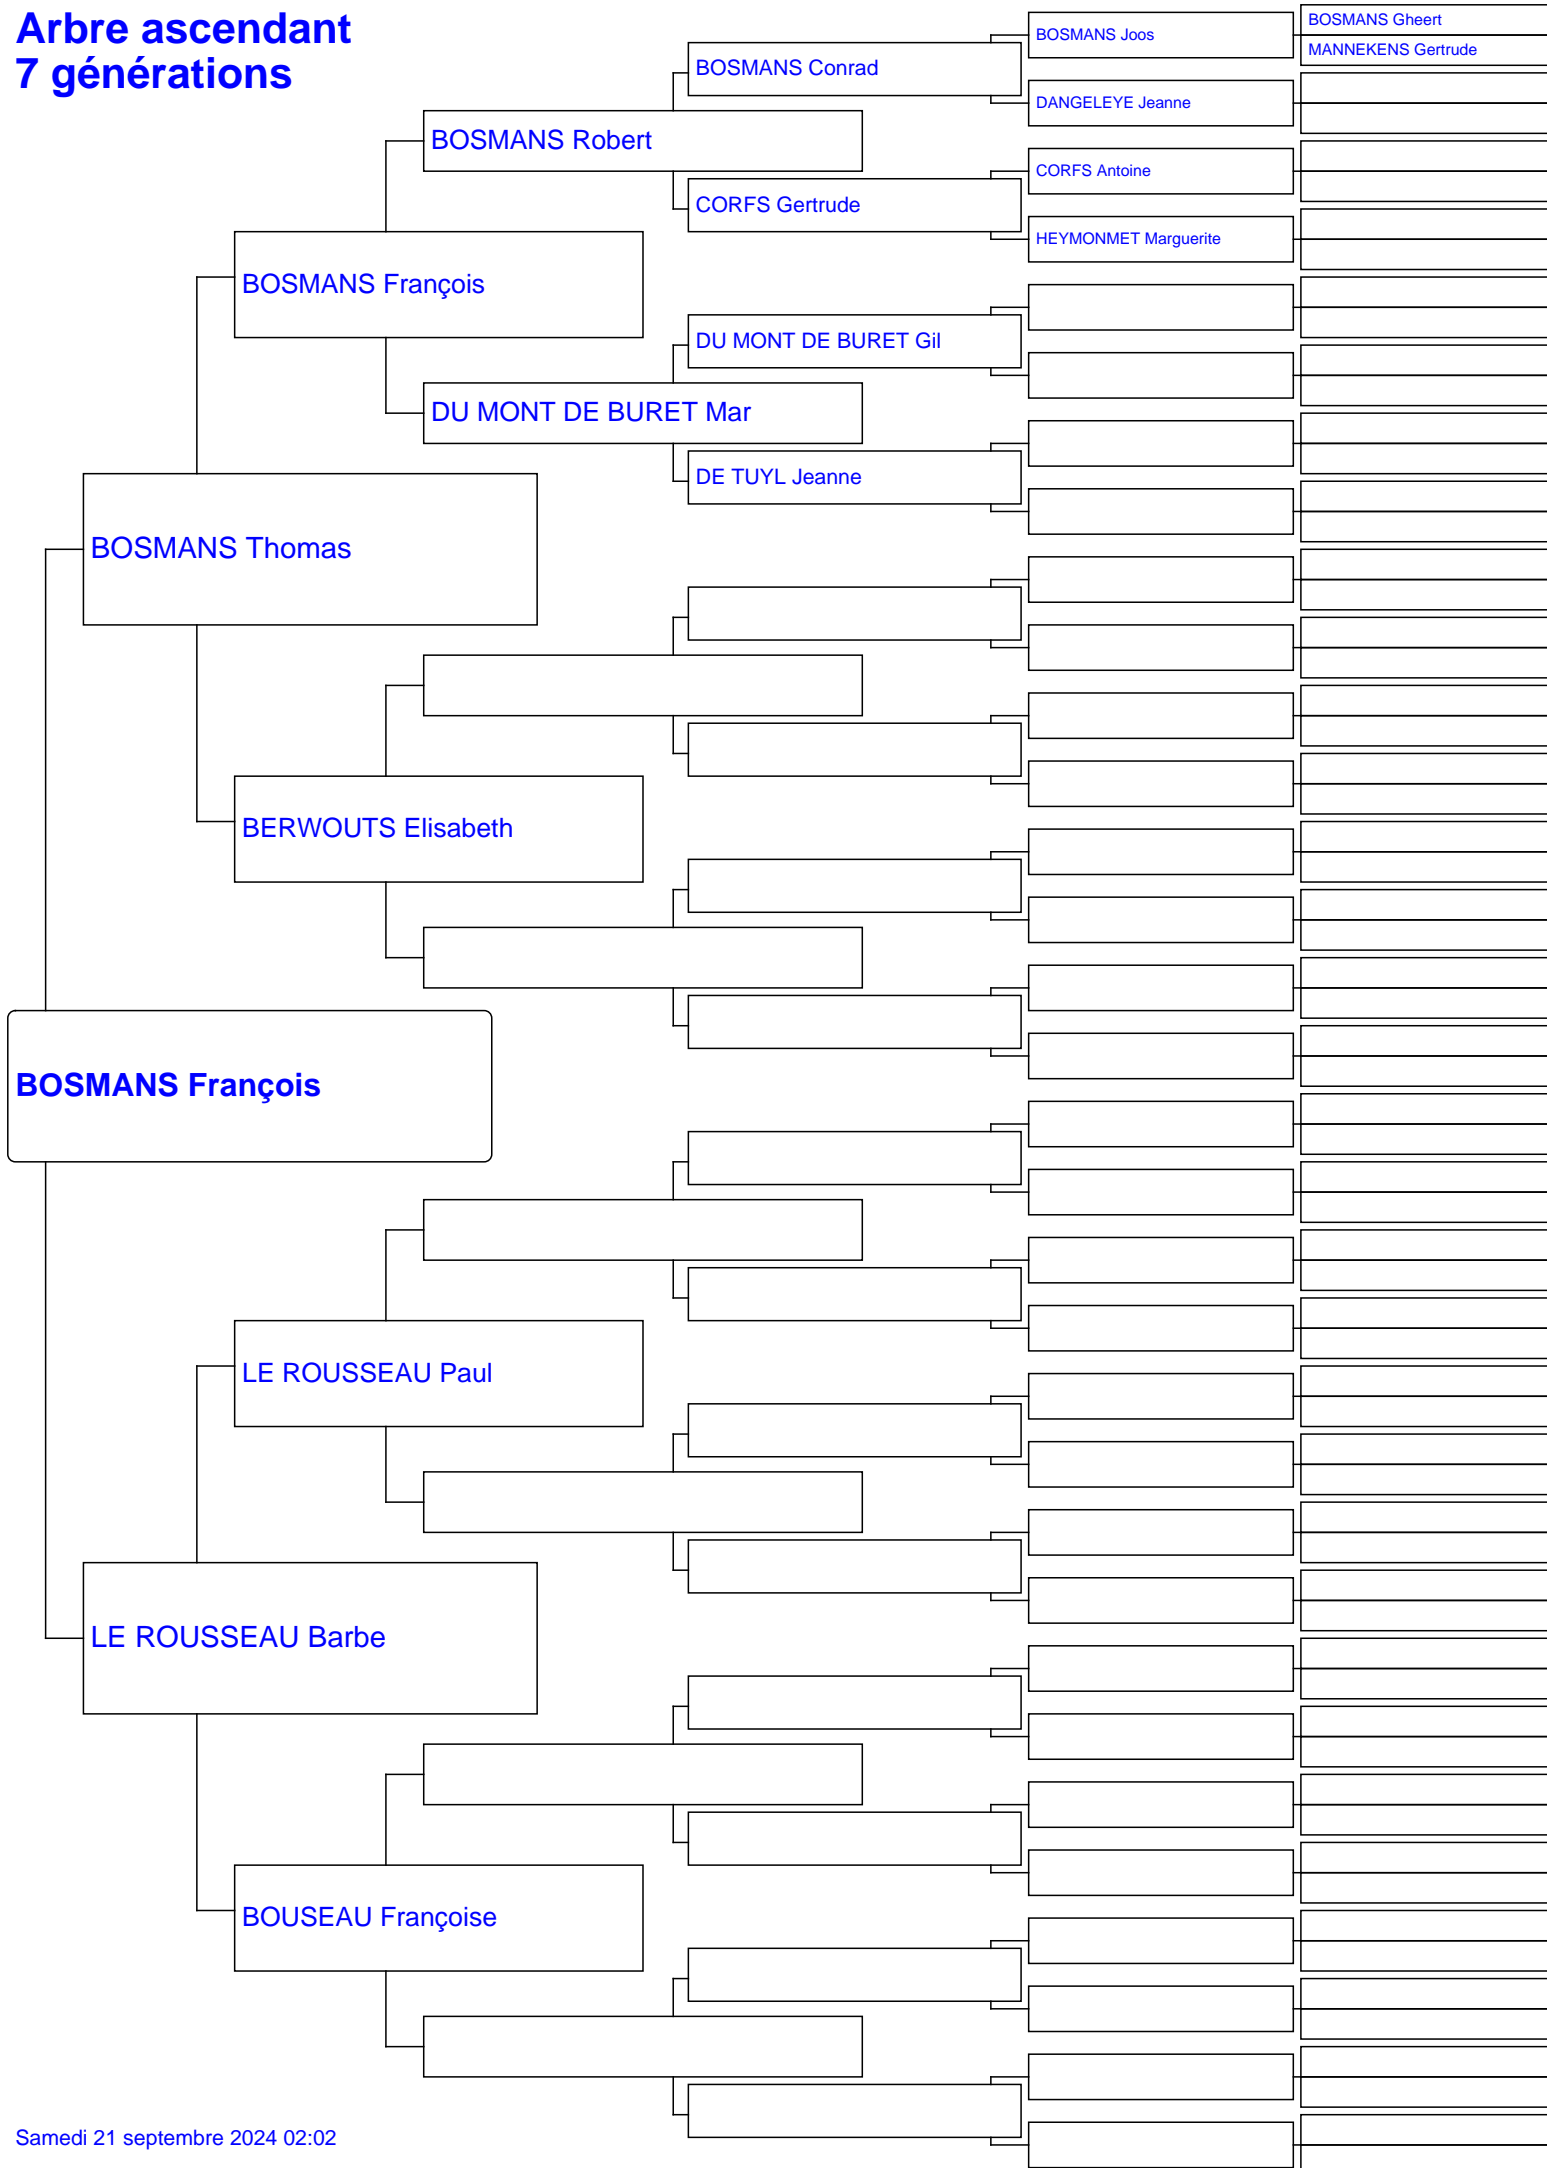 Arbre ascendant
7 générations
BOSMANS Gheert
BOSMANS Joos
MANNEKENS Gertrude
BOSMANS Conrad
DANGELEYE Jeanne
BOSMANS Robert
CORFS Antoine
CORFS Gertrude
HEYMONMET Marguerite
BOSMANS François
DU MONT DE BURET Gil
DU MONT DE BURET Mar
DE TUYL Jeanne
BOSMANS Thomas
BERWOUTS Elisabeth
BOSMANS François
LE ROUSSEAU Paul
LE ROUSSEAU Barbe
BOUSEAU Françoise
Samedi 21 septembre 2024 02:02